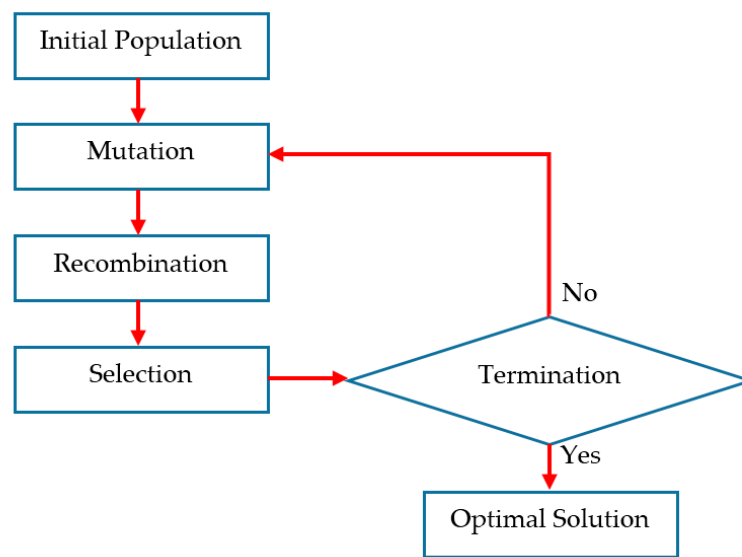 Initial Population
Mutation
Recombination
No
Selection
Termination
Yes
Optimal Solution